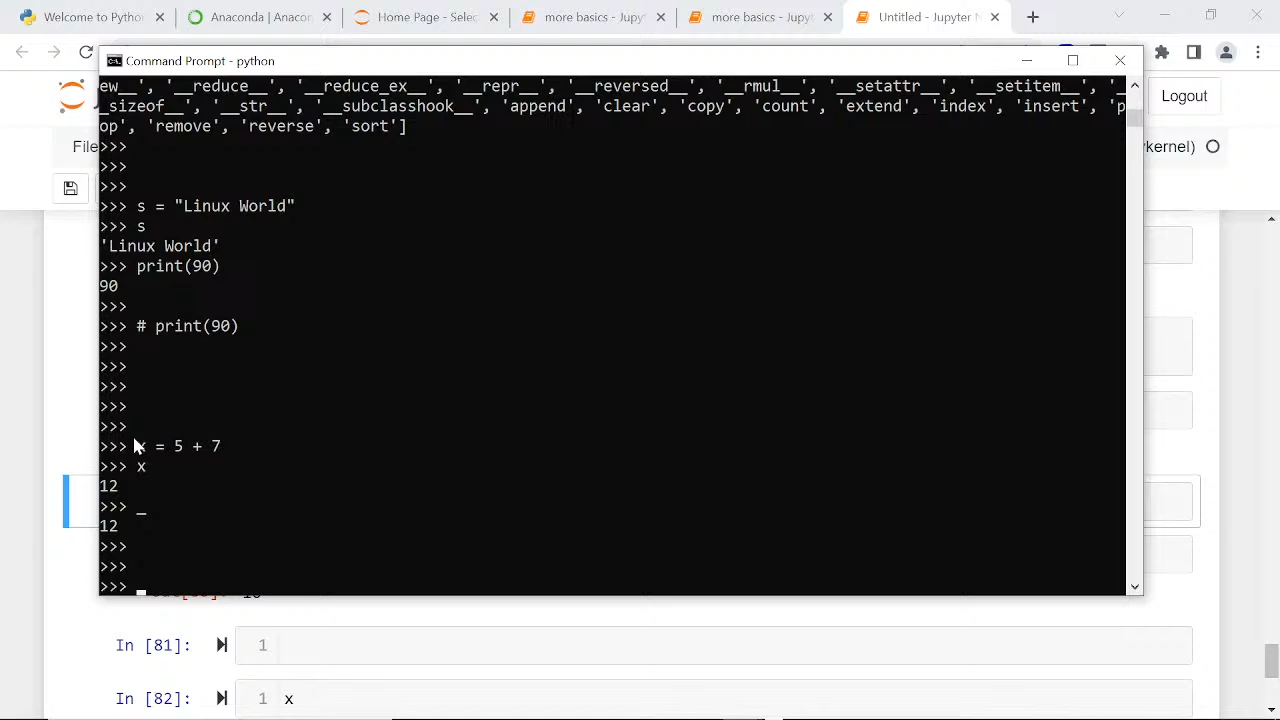 Welcome to Python
Anaconda | Anacon
Home Page - Select
more basics - Jupyt
more basics - Jupyt
Untitled - Jupyter N
Command Prompt - python
ew__', '__reduce__', '__reduce_ex__', '__repr__', '__reversed__', '__rmul__', '__setattr__', '__setitem__', '_
_sizeof__', '__str__', '__subclasshook__', 'append', 'clear', 'copy', 'count', 'extend', 'index', 'insert', 'p
op', 'remove', 'reverse', 'sort']
Logout
>>>
File
kernel)
>>>
>>>
>>> s = "Linux World"
>>> s
'Linux World'
>>> print(90)
90
>>>
>>> # print(90)
>>>
>>>
>>>
>>>
>>>
>>> x = 5 + 7
>>> x
12
>>> _
12
>>>
>>>
>>>
In [81]: 1
In [82]: 1 x